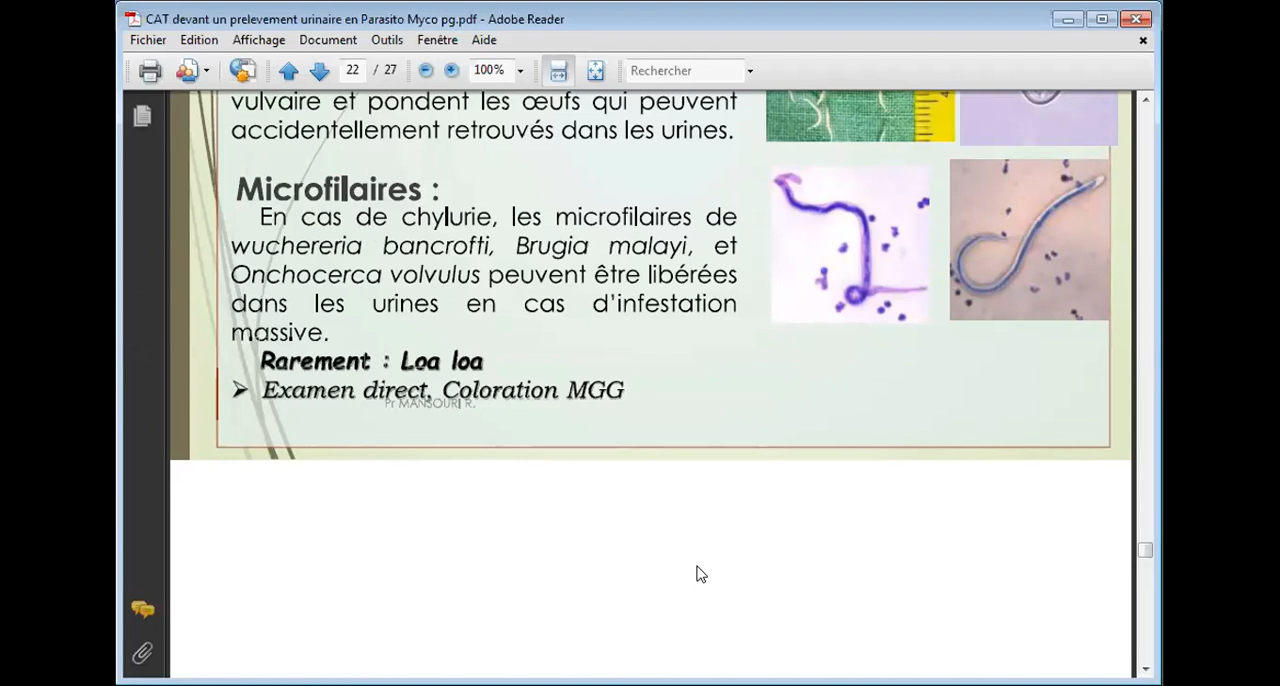 CAT devant un prelevement urinaire en Parasito Myco pg.pdf - Adobe Reader
Fichier Edition Affichage Document Outils Fenêtre Aide
22 / 27 100% Rechercher
vulvaire et pondent les œufs qui peuvent
accidentellement retrouvés dans les urines.
Microfilaires :
En cas de chylurie, les microfilaires de
wuchereria bancrofti, Brugia malayi, et
Onchocerca volvulus peuvent être libérées
dans les urines en cas d’infestation
massive.
Rarement : Loa loa
Examen direct, Coloration MGG
Pr MANSOURI R.